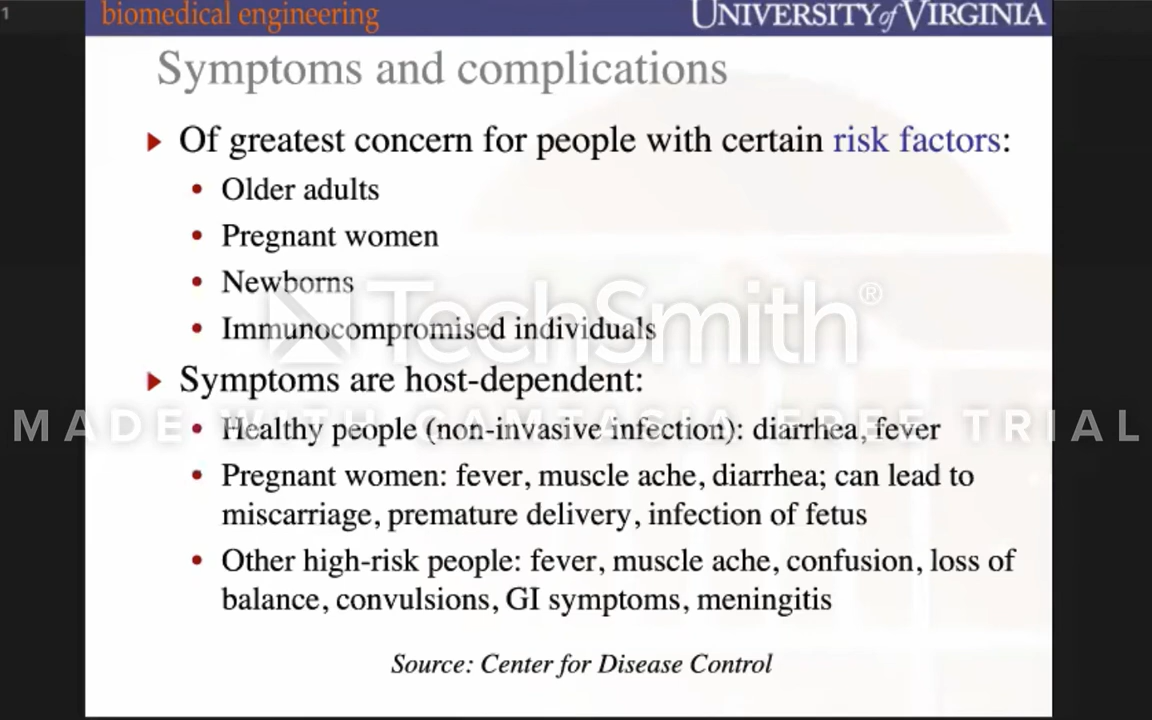 1
biomedical engineering
UNIVERSITY of VIRGINIA
Symptoms and complications
Of greatest concern for people with certain risk factors:
• Older adults
• Pregnant women
• Newborns
• Immunocompromised individuals
TechSmith®
Symptoms are host-dependent:
MADE WITH CAMTASIA FREE TRIAL
• Healthy people (non-invasive infection): diarrhea, fever
• Pregnant women: fever, muscle ache, diarrhea; can lead to
miscarriage, premature delivery, infection of fetus
• Other high-risk people: fever, muscle ache, confusion, loss of
balance, convulsions, GI symptoms, meningitis
Source: Center for Disease Control